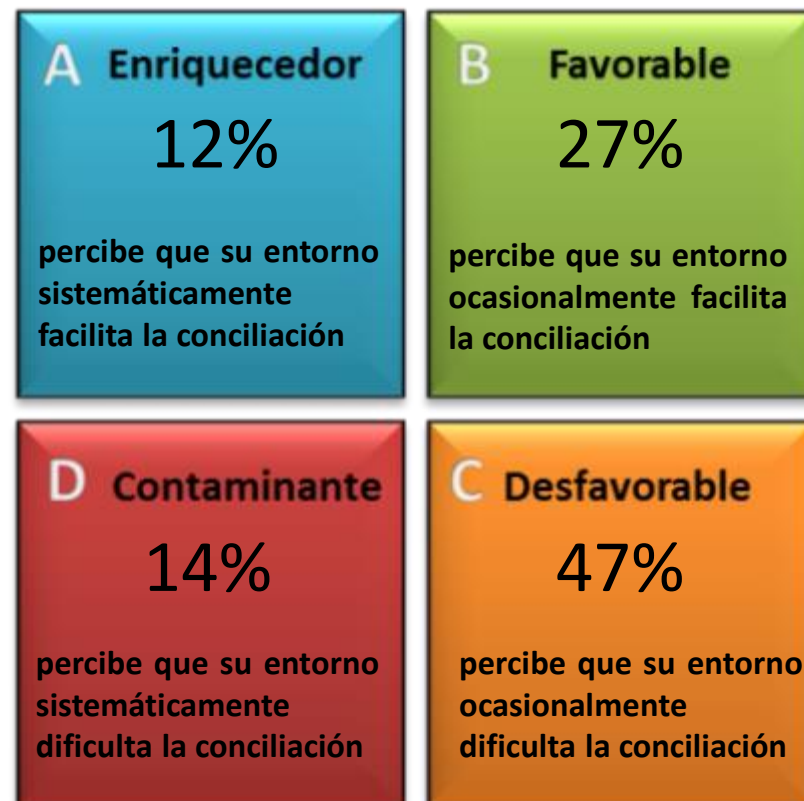 A Enriquecedor
12%
percibe que su entorno
sistemáticamente
facilita la conciliación
B Favorable
27%
percibe que su entorno
ocasionalmente facilita
la conciliación
D Contaminante
14%
percibe que su entorno
sistemáticamente
dificulta la conciliación
C Desfavorable
47%
percibe que su entorno
ocasionalmente
dificulta la conciliación